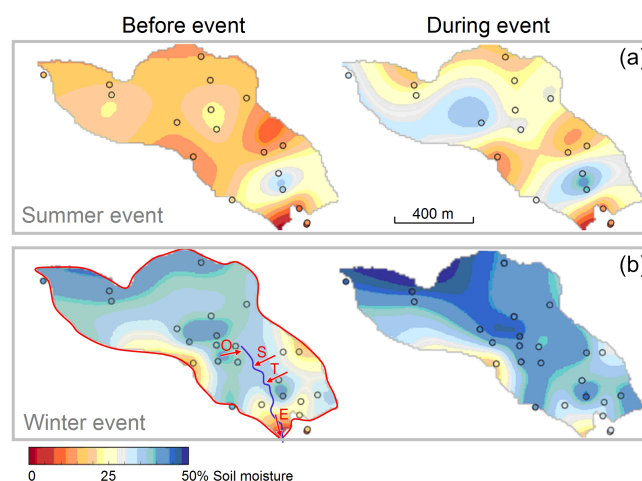 Before event During event
(a)
Summer event
400 m
(b)
O
S
T
E
Winter event
0 25 50% Soil moisture